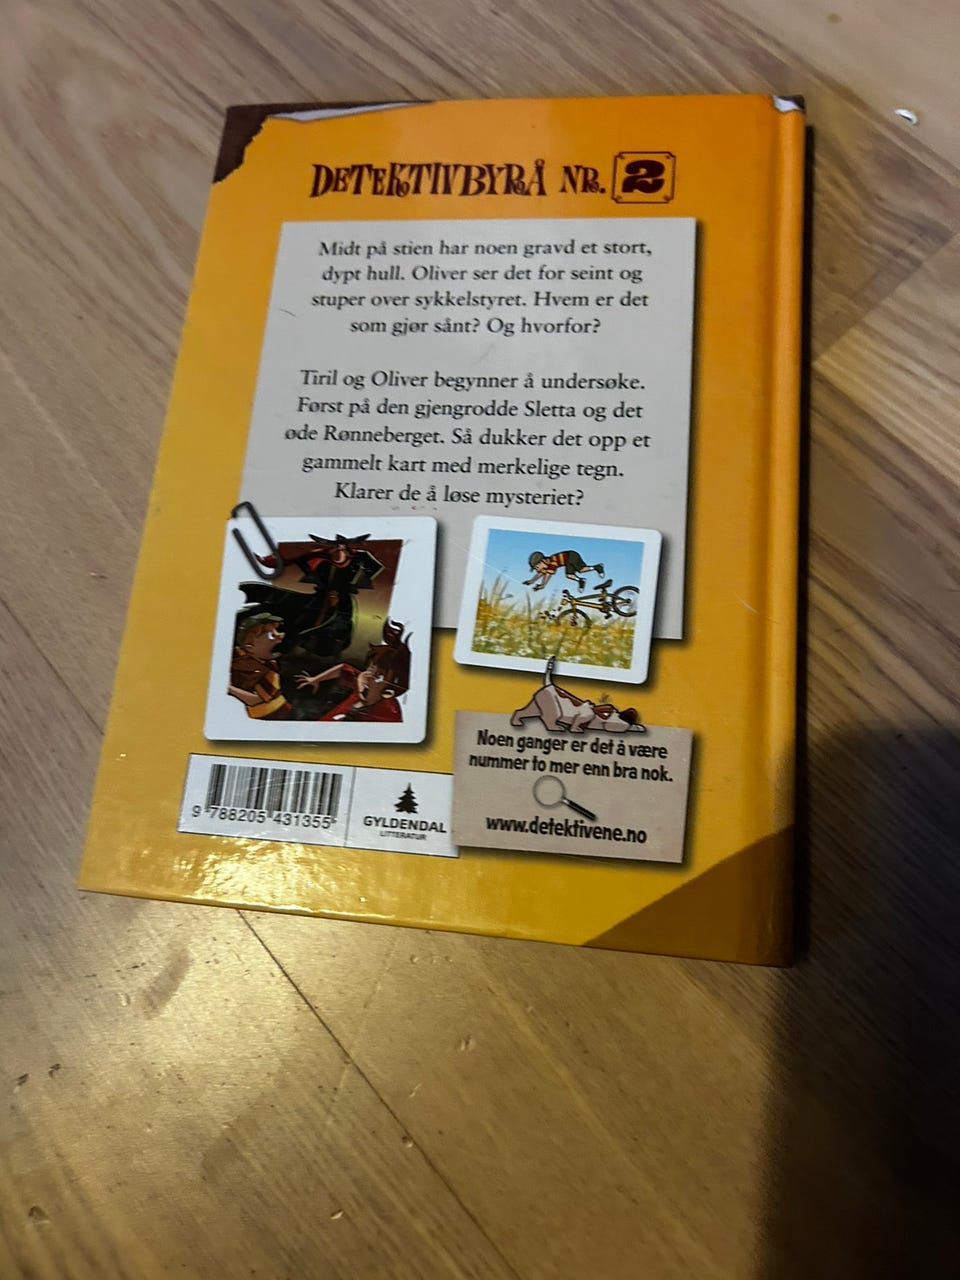 DETEKTIVBYRÅ NR. 2
Midt på stien har noen gravd et stort,
dypt hull. Oliver ser det for seint og
stuper over sykkelstyret. Hvem er det
som gjør sånt? Og hvorfor?
Tiril og Oliver begynner å undersøke.
Først på den gjengrodde Sletta og det
øde Rønneberget. Så dukker det opp et
gammelt kart med merkelige tegn.
Klarer de å løse mysteriet?
Noen ganger er det å være
nummer to mer enn bra nok.
www.detektivene.no
9 788205 431355
GYLDENDAL
LITTERATUR